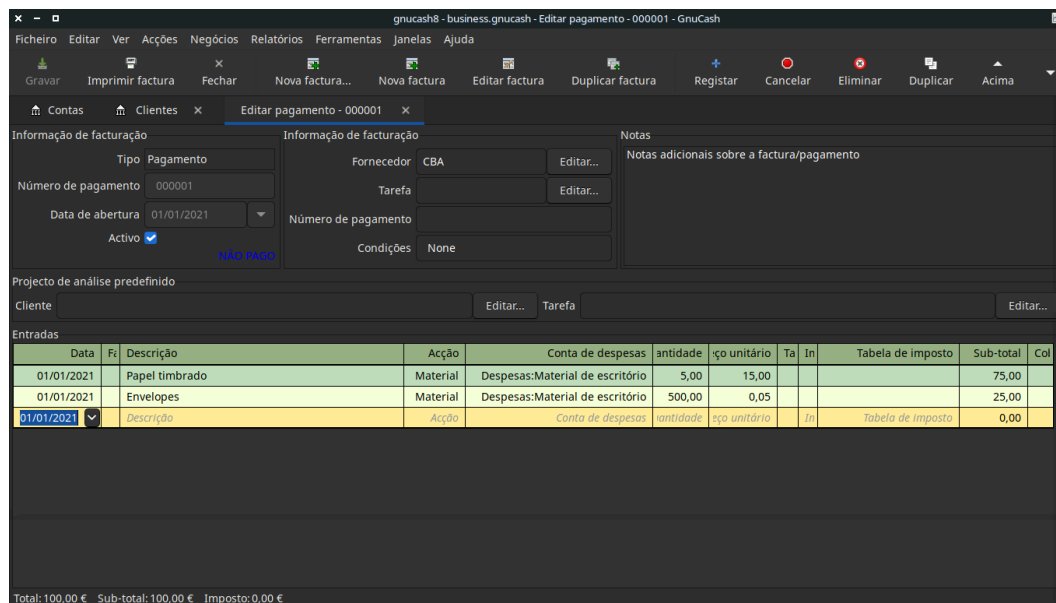 gnucash8 - business.gnucash - Editar pagamento - 000001 - GnuCash
Ficheiro Editar Ver Acções Negócios Relatórios Ferramentas Janelas Ajuda
Gravar Imprimir factura Fechar Nova factura... Nova factura Editar factura Duplicar factura Registar Cancelar Eliminar Duplicar Acima
Contas Clientes Editar pagamento - 000001
Informação de facturação Informação de facturação Notas
Tipo Pagamento Fornecedor CBA Editar... Notas adicionais sobre a factura/pagamento
Número de pagamento 000001 Tarefa Editar...
Data de abertura 01/01/2021 Número de pagamento
Activo Condições None
NÃO PAGO
Projecto de análise predefinido
Cliente Editar... Tarefa Editar...
Entradas
Data Fa Descrição Acção Conta de despesas antidade ço unitário Ta In Tabela de imposto Sub-total Col
01/01/2021 Papel timbrado Material Despesas:Material de escritório 5,00 15,00 75,00
01/01/2021 Envelopes Material Despesas:Material de escritório 500,00 0,05 25,00
01/01/2021 Descrição Acção Conta de despesas antidade eço unitário In Tabela de imposto 0,00
Total: 100,00 € Sub-total: 100,00 € Imposto: 0,00 €